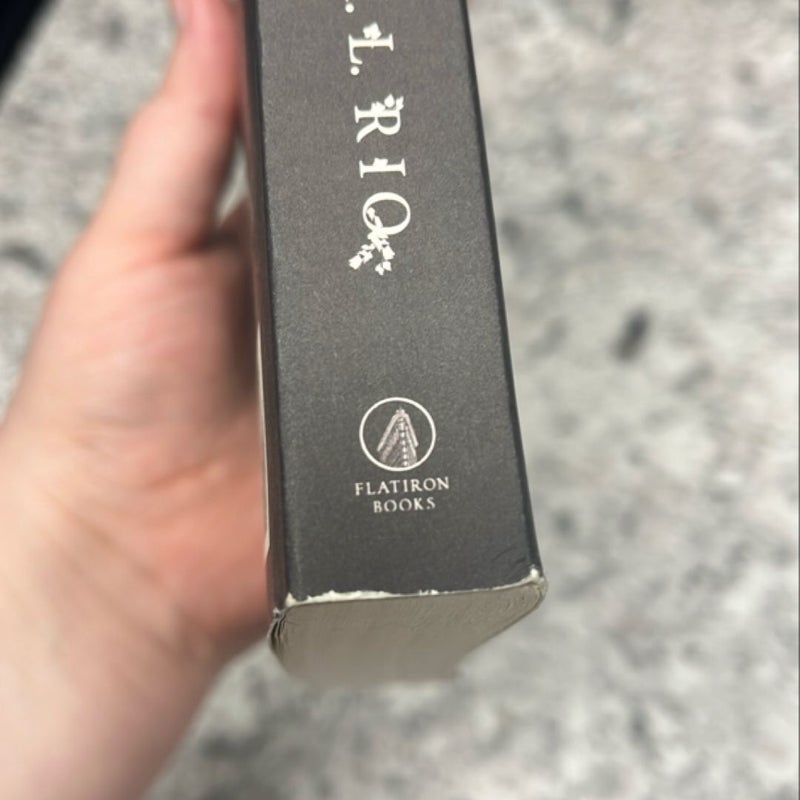 . L. RIO
FLATIRON
BOOKS